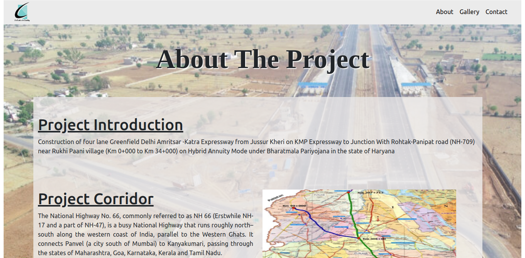 About Gallery Contact
About The Project
Project Introduction
Construction of four lane Greenfield Delhi Amritsar -Katra Expressway from Jussur Kheri on KMP Expressway to Junction With Rohtak-Panipat road (NH-709)
near Rukhi Paani village (Km 0+000 to Km 34+000) on Hybrid Annuity Mode under Bharatmala Pariyojana in the state of Haryana
Project Corridor
The National Highway No. 66, commonly referred to as NH 66 (Erstwhile NH-
17 and a part of NH-47), is a busy National Highway that runs roughly north–
south along the western coast of India, parallel to the Western Ghats. It
connects Panvel (a city south of Mumbai) to Kanyakumari, passing through
the states of Maharashtra, Goa, Karnataka, Kerala and Tamil Nadu.